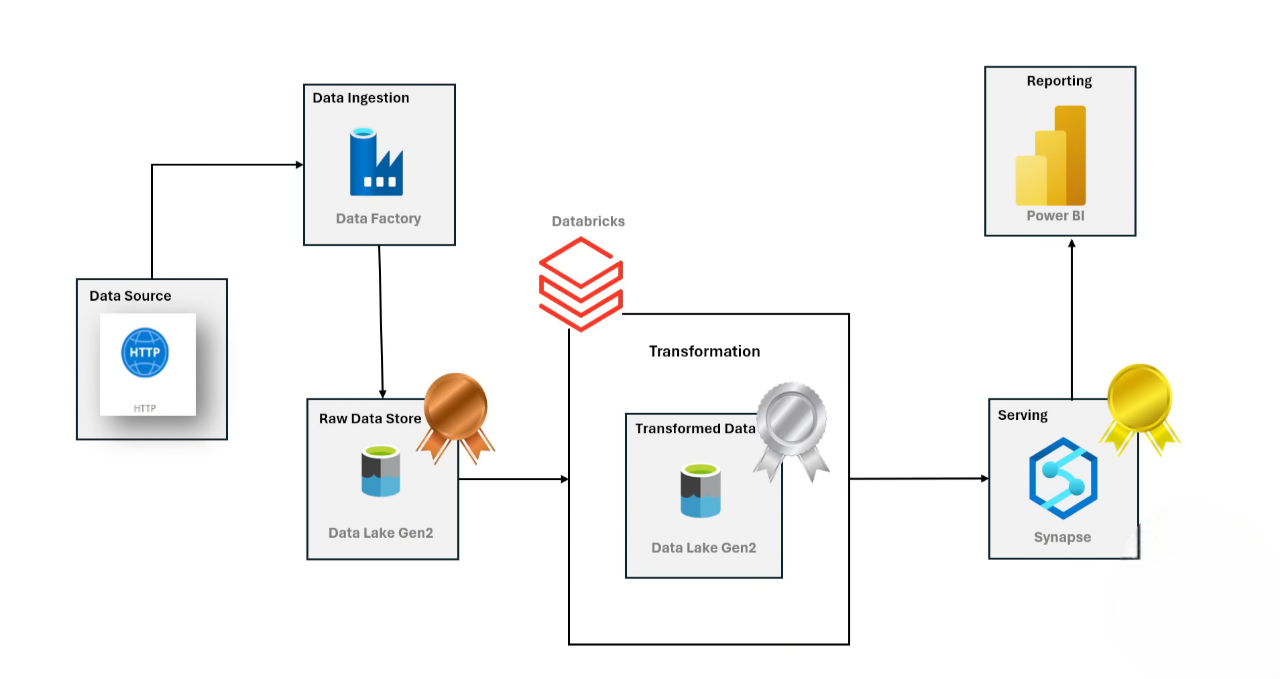 Data Source
HTTP
HTTP
Data Ingestion
Data Factory
Raw Data Store
Data Lake Gen2
Databricks
Transformation
Transformed Data
Data Lake Gen2
Serving
Synapse
Reporting
Power BI